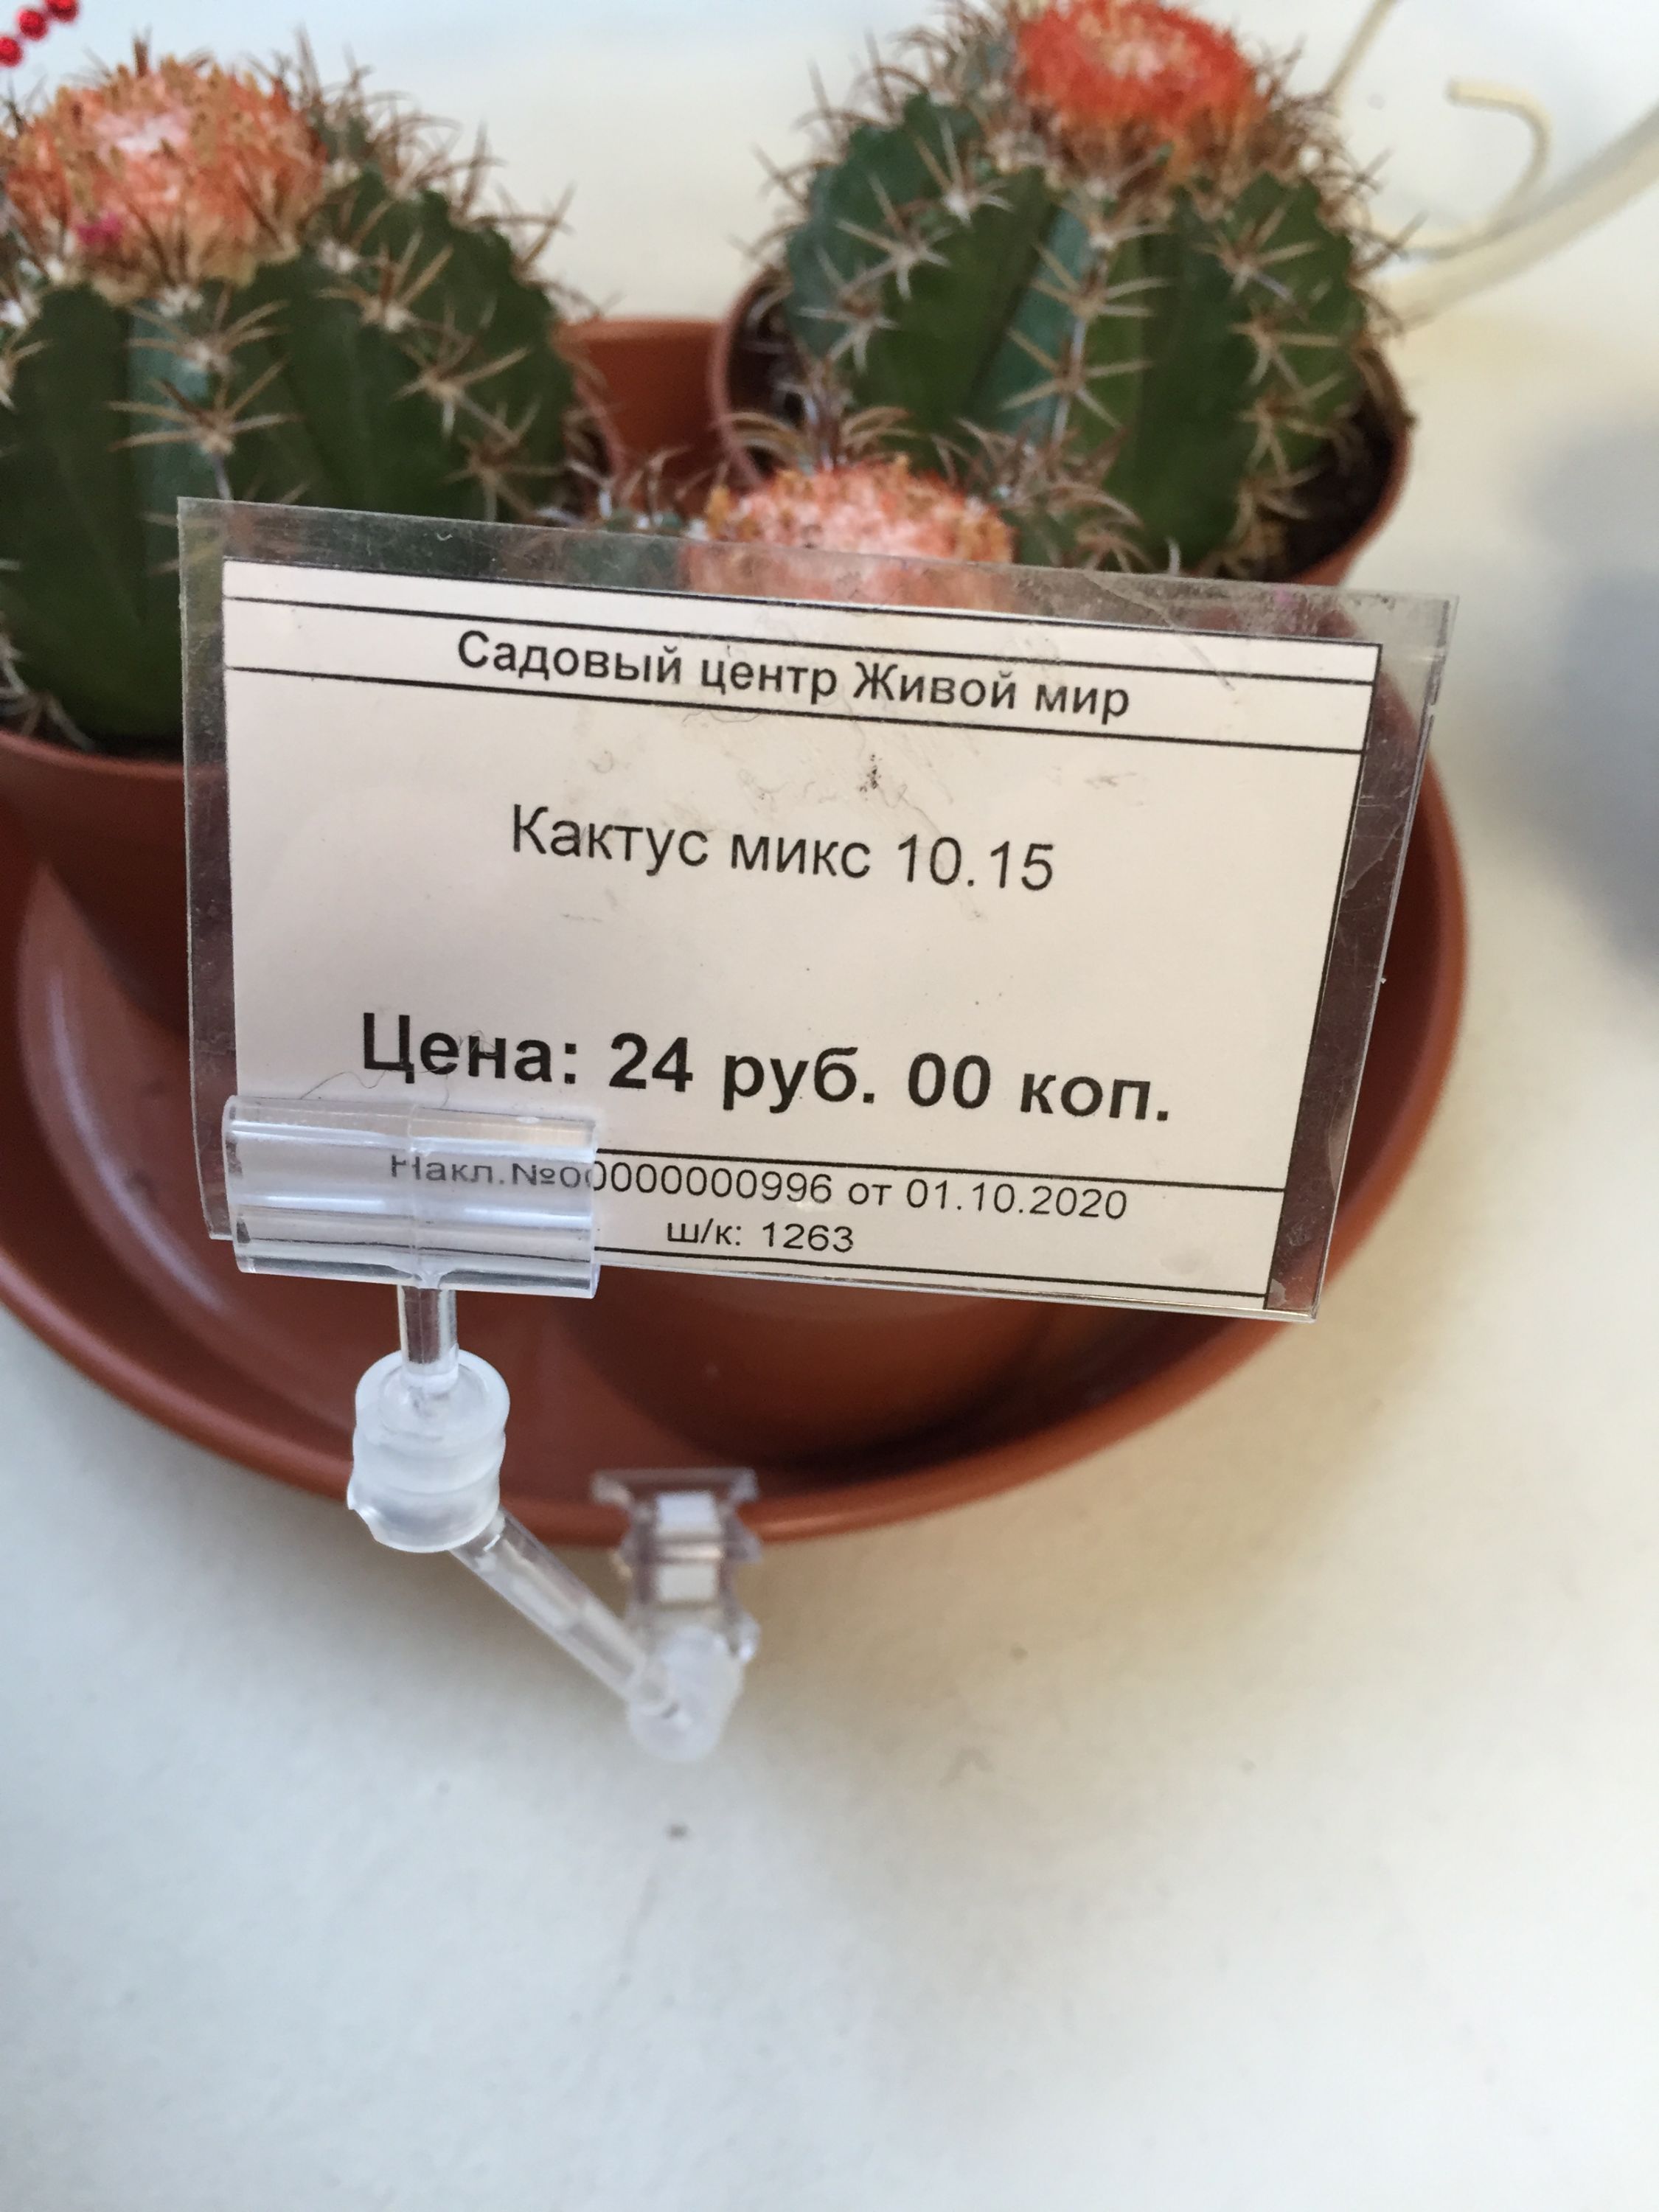 Садовый центр Живой мир
Кактус микс 10.15
Цена: 24 руб. 00 коп.
Накл.№00000000996 от 01.10.2020
ш/к: 1263